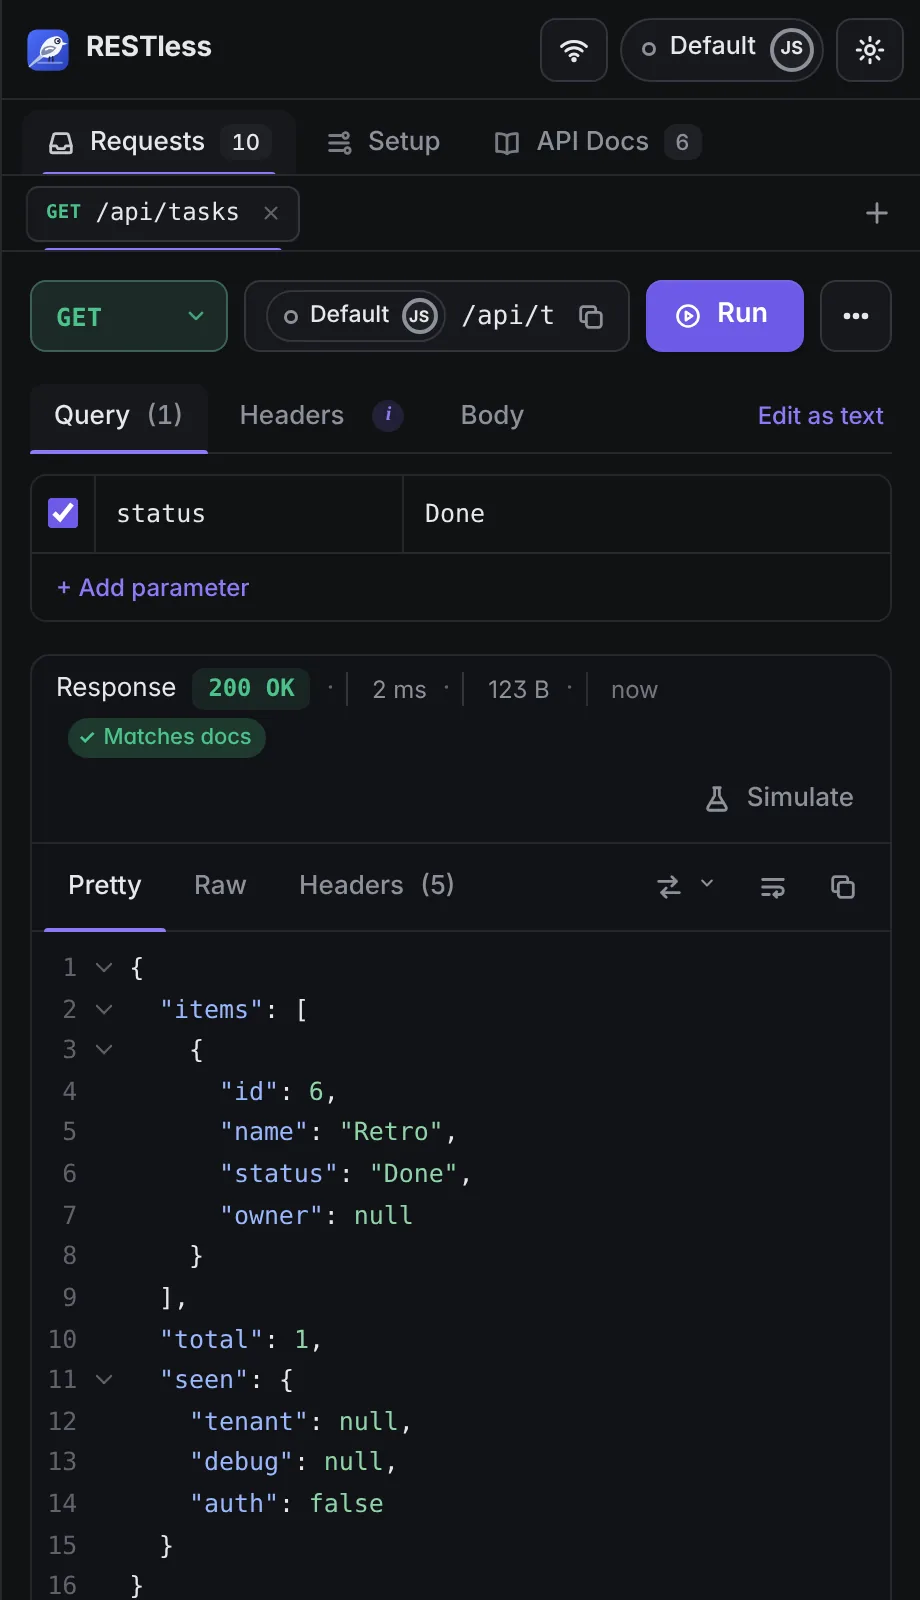 RESTless
Default JS
Requests 10 Setup API Docs 6
GET /api/tasks ×
+
GET Default JS /api/t Run
Query (1) Headers i Body Edit as text
status Done
+ Add parameter
Response 200 OK · 2 ms · 123 B · now
✓ Matches docs
Simulate
Pretty Raw Headers (5)
1 {
2 "items": [
3 {
4 "id": 6,
5 "name": "Retro",
6 "status": "Done",
7 "owner": null
8 }
9 ],
10 "total": 1,
11 "seen": {
12 "tenant": null,
13 "debug": null,
14 "auth": false
15 }
16 }